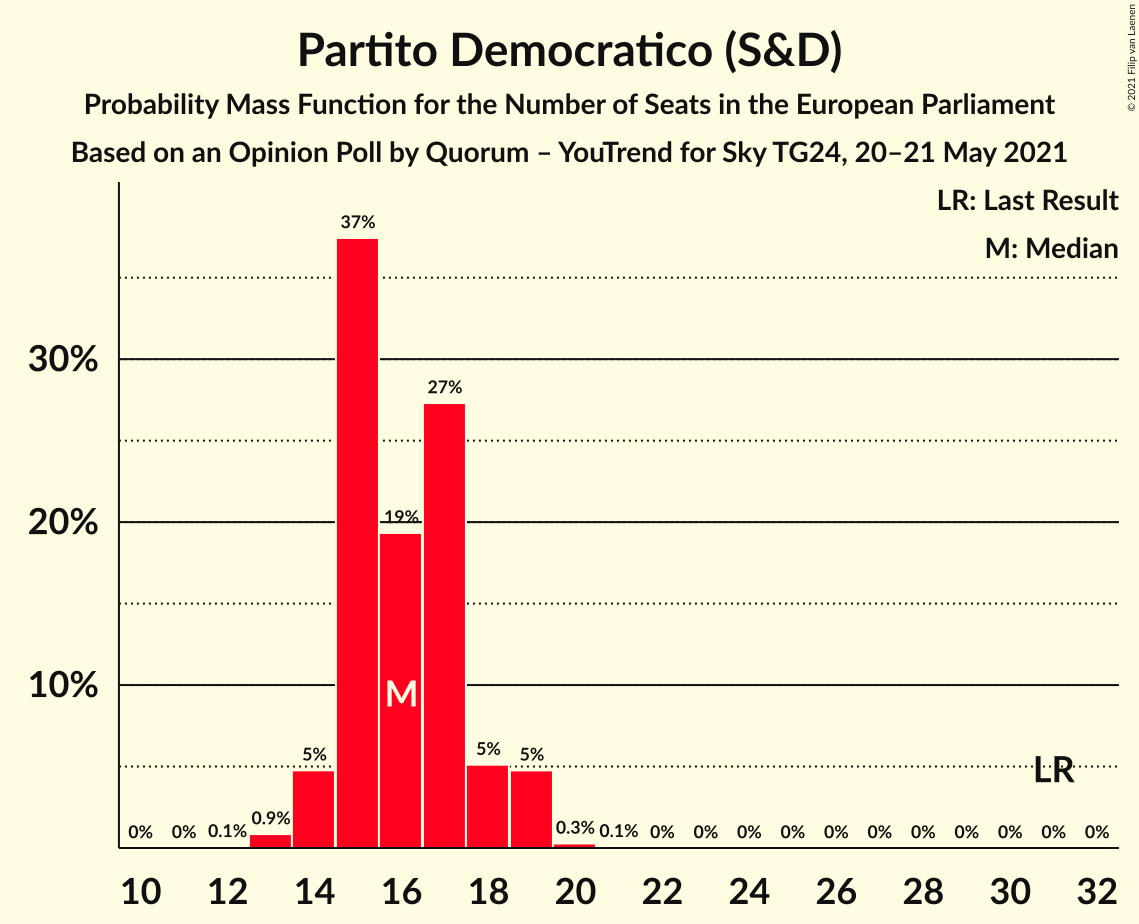 Partito Democratico (S&D)
Probability Mass Function for the Number of Seats in the European Parliament
Based on an Opinion Poll by Quorum – YouTrend for Sky TG24, 20–21 May 2021
© 2021 Filip van Laenen
LR: Last Result
M: Median
37%
30%
27%
20%
19%
10%
M
5%
5%
5%
LR
0%
0%
0.1%
0.9%
0.3%
0.1%
0%
0%
0%
0%
0%
0%
0%
0%
0%
0%
0%
10 12 14 16 18 20 22 24 26 28 30 32